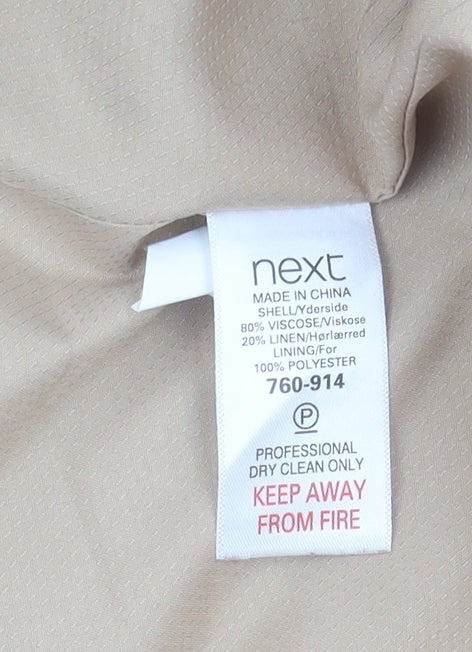 next
MADE IN CHINA
SHELL/Yderside
80% VISCOSE/Viskose
20% LINEN/Hørlærred
LINING/For
100% POLYESTER
760-914
P
PROFESSIONAL
DRY CLEAN ONLY
KEEP AWAY
FROM FIRE